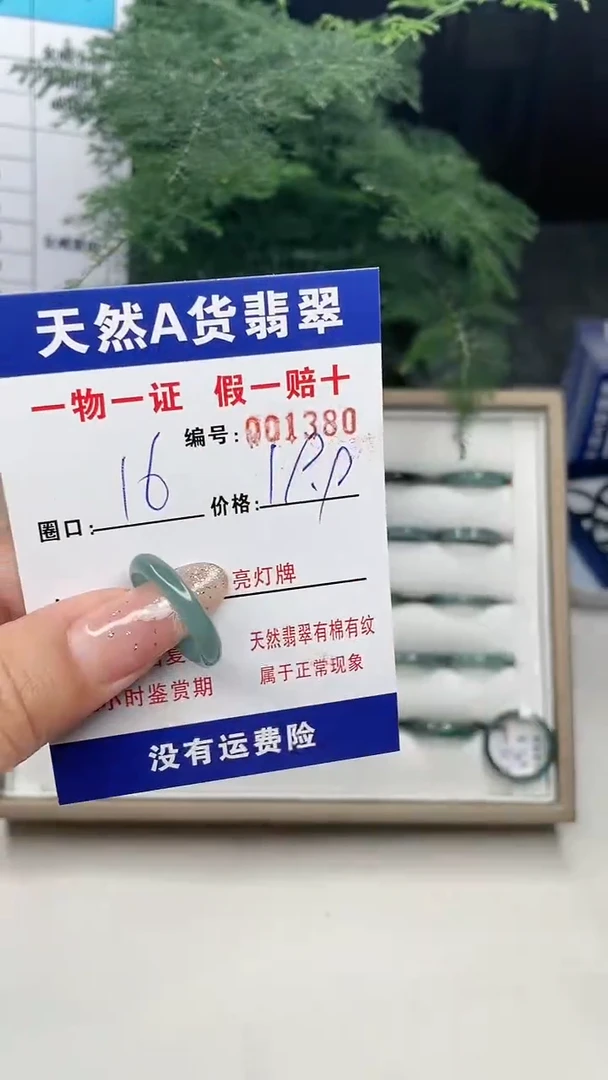 天然A货翡翠
一物一证 假一赔十
编号:001380
圈口:16 价格:
亮灯牌
天然翡翠有棉有纹
小时鉴赏期 属于正常现象
没有运费险